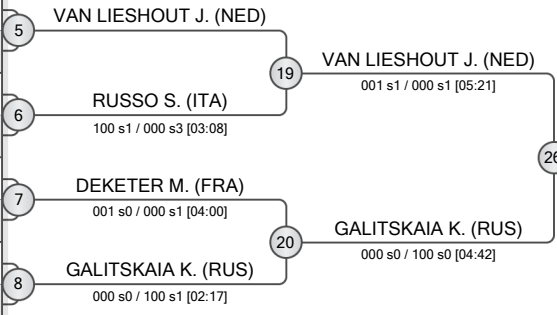 VAN LIESHOUT J. (NED)
5
19
VAN LIESHOUT J. (NED)
001 s1 / 000 s1 [05:21]
RUSSO S. (ITA)
6
100 s1 / 000 s3 [03:08]
26
DEKETER M. (FRA)
7
001 s0 / 000 s1 [04:00]
20
GALITSKAIA K. (RUS)
000 s0 / 100 s0 [04:42]
GALITSKAIA K. (RUS)
8
000 s0 / 100 s1 [02:17]